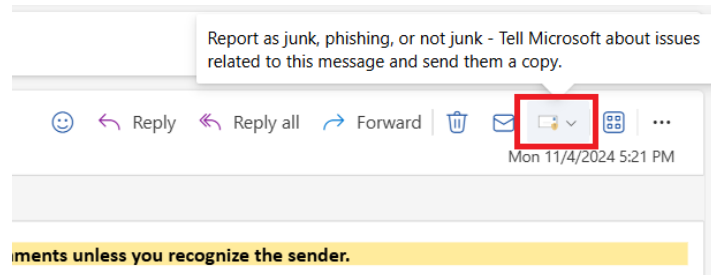 Report as junk, phishing, or not junk - Tell Microsoft about issues
related to this message and send them a copy.
Reply Reply all Forward
Mon 11/4/2024 5:21 PM
unless you recognize the sender.